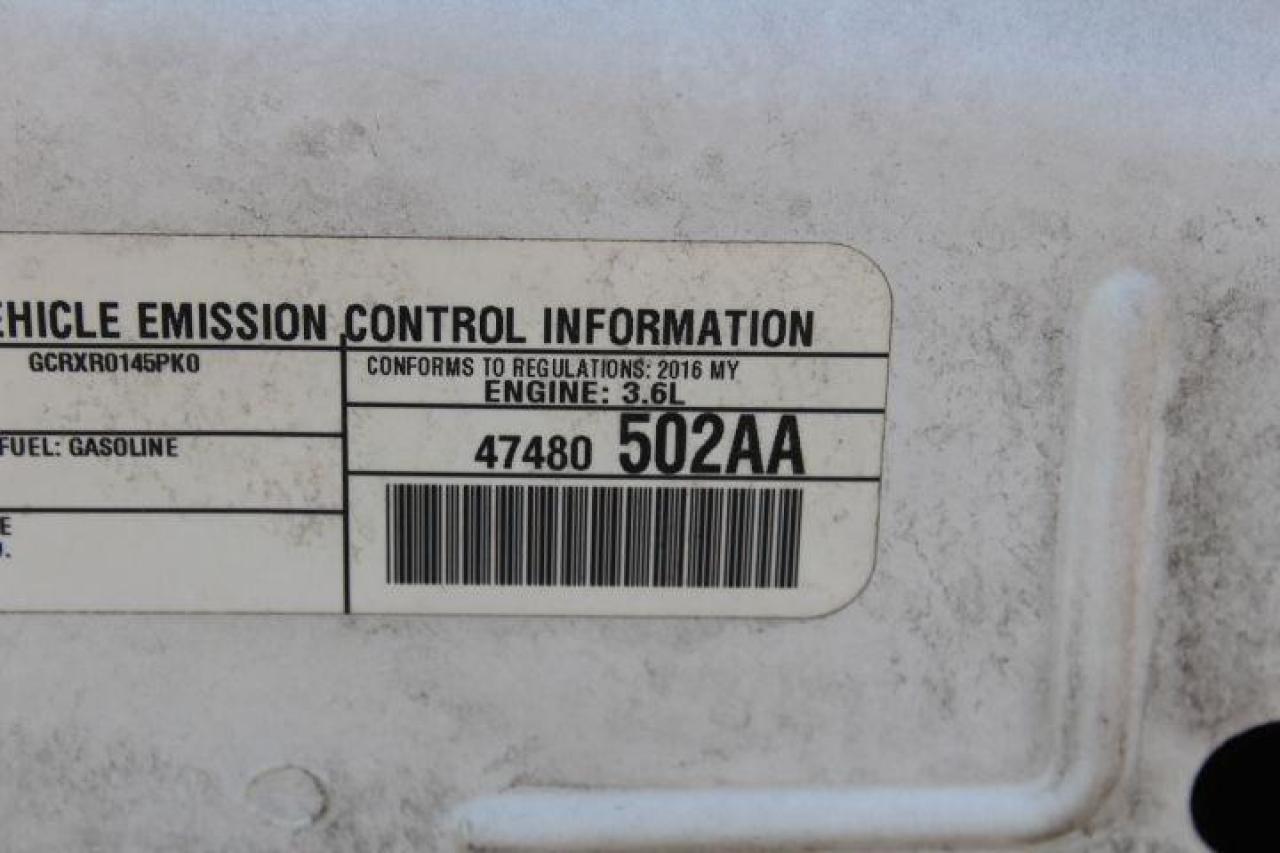 EHICLE EMISSION CONTROL INFORMATION
GCRXR0145PK0
CONFORMS TO REGULATIONS: 2016 MY
ENGINE: 3.6L
FUEL: GASOLINE
47480 502AA
E